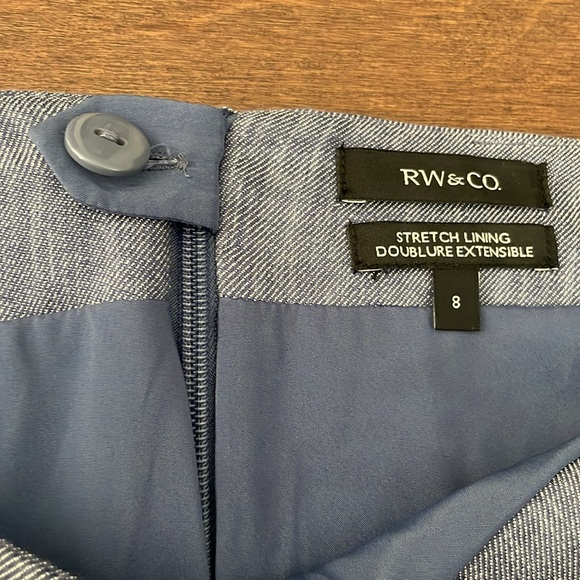 RW&CO.
STRETCH LINING
DOUBLURE EXTENSIBLE
8